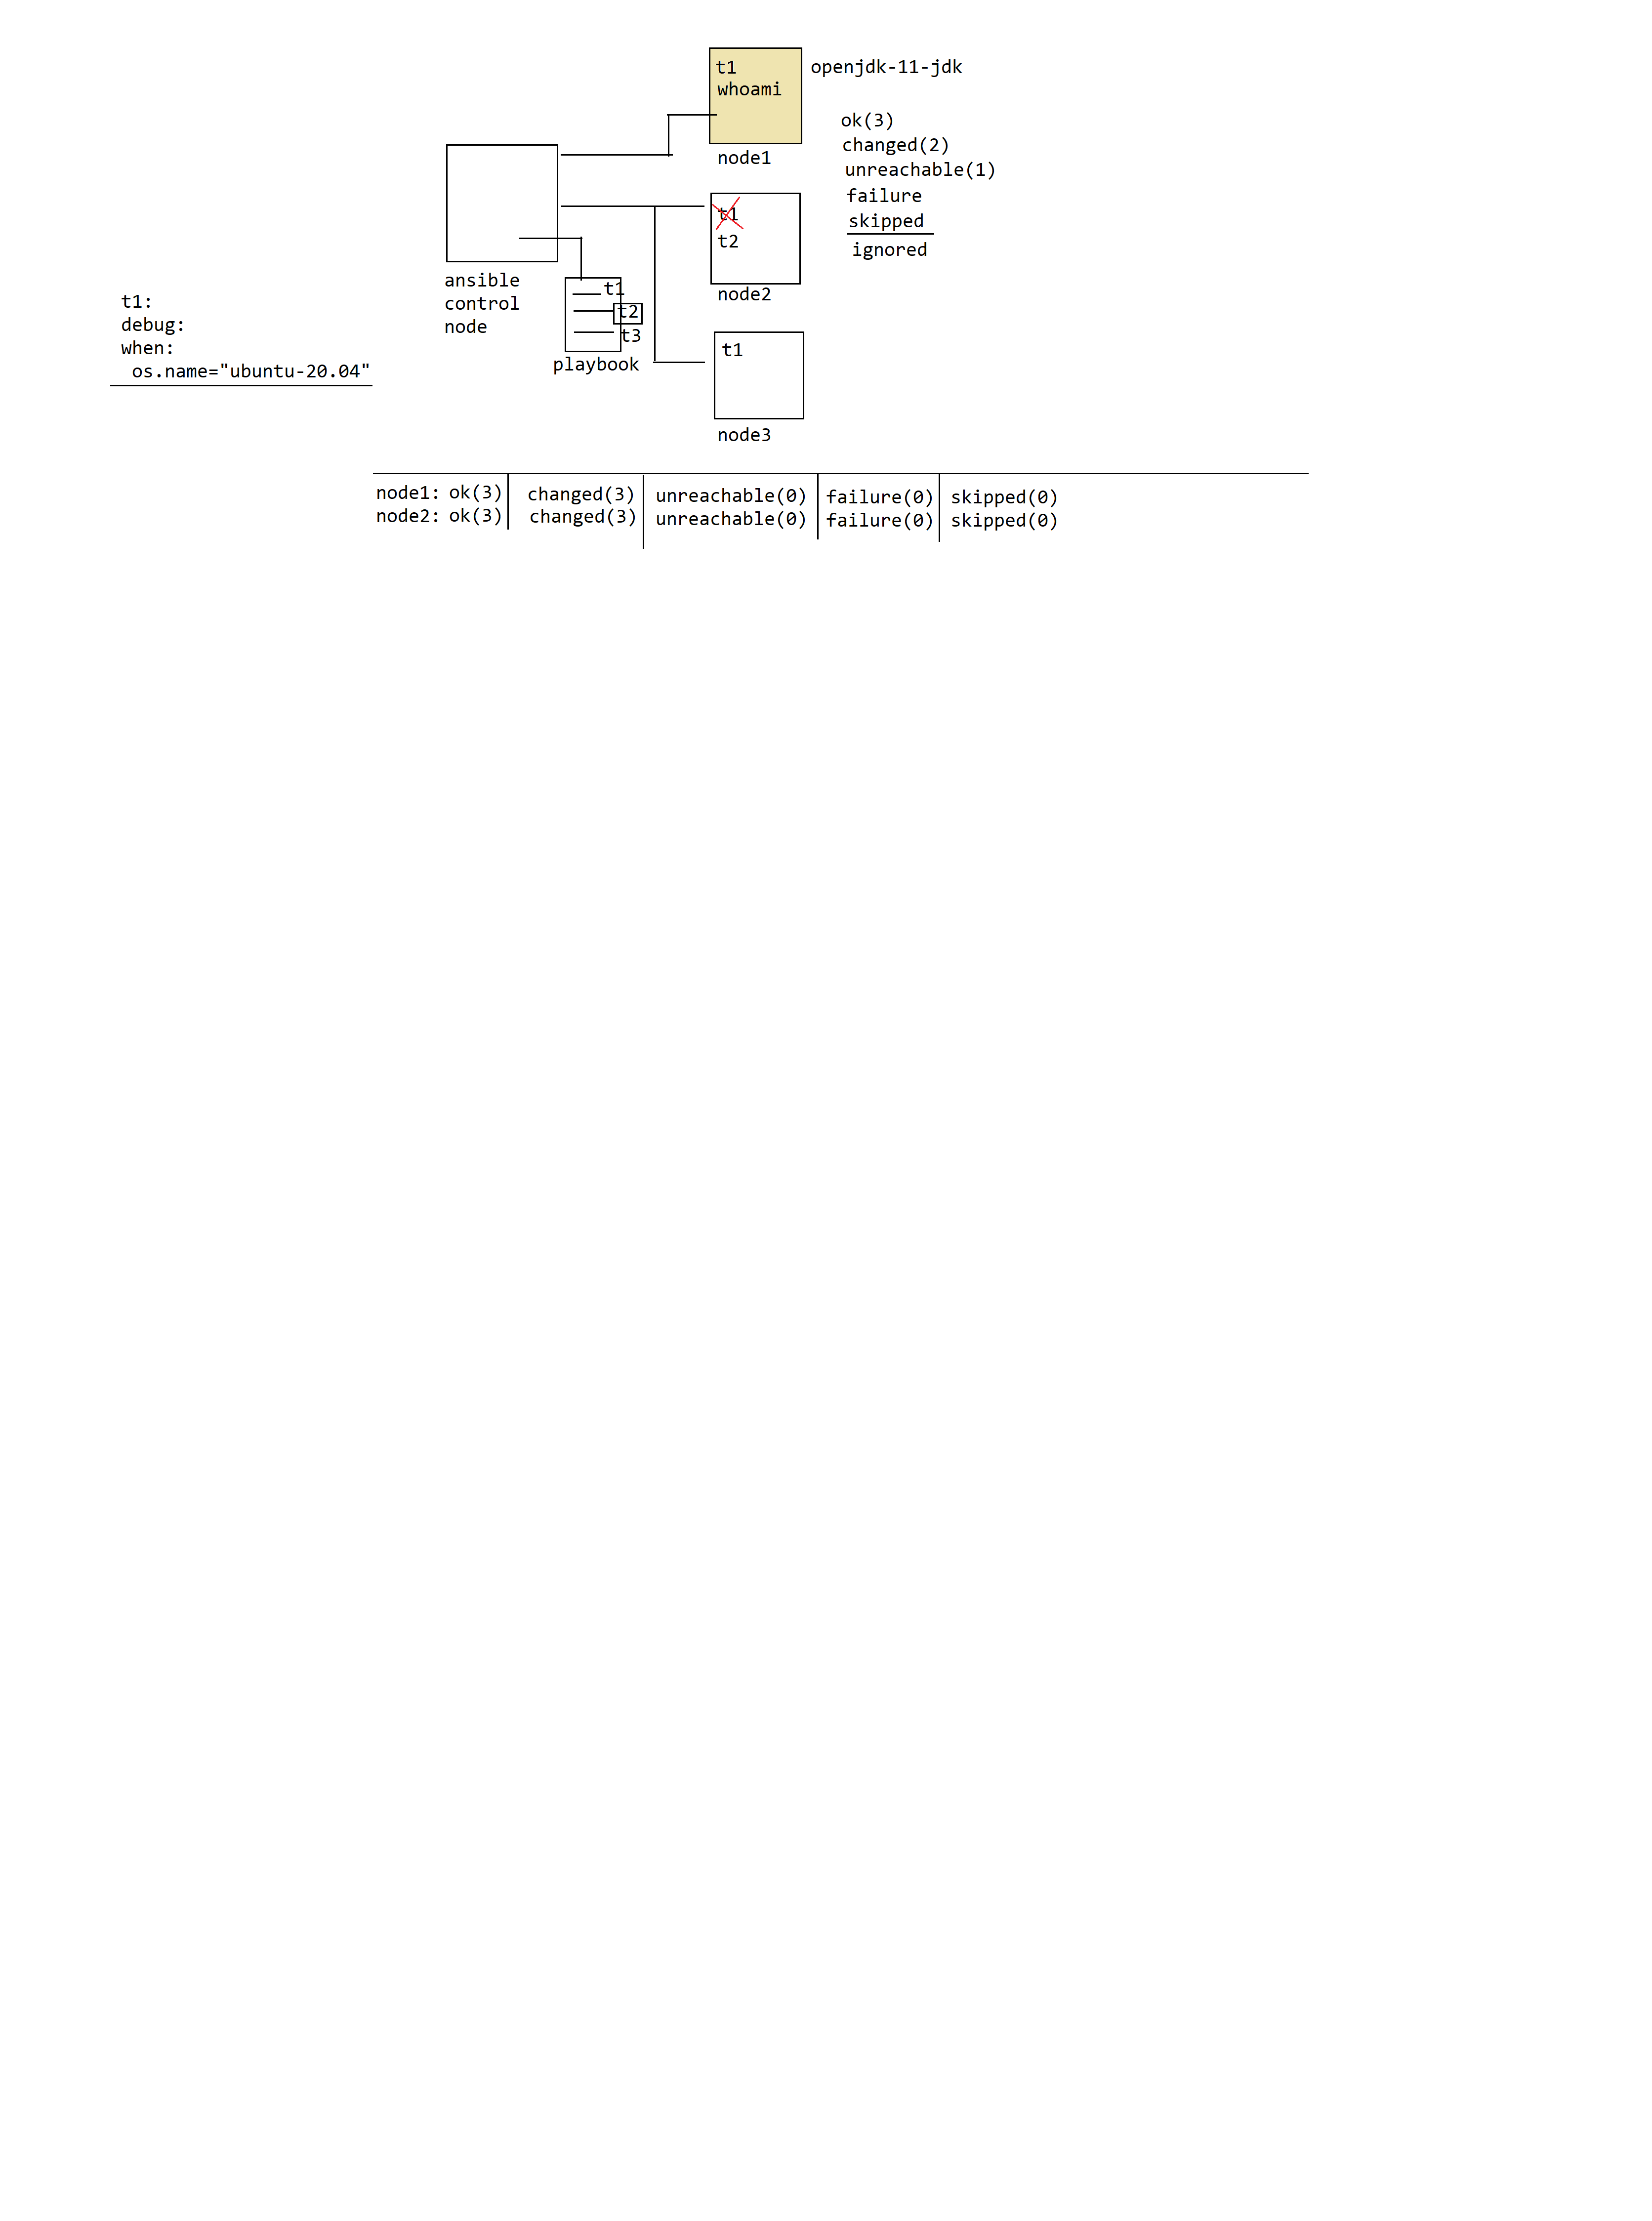 t1
whoami
openjdk-11-jdk
ok(3)
changed(2)
unreachable(1)
failure
skipped
ignored
node1
t1
t2
node2
ansible
control
node
t1
t2
t3
playbook
t1:
debug:
when:
os.name="ubuntu-20.04"
t1
node3
node1: ok(3) changed(3) unreachable(0) failure(0) skipped(0)
node2: ok(3) changed(3) unreachable(0) failure(0) skipped(0)